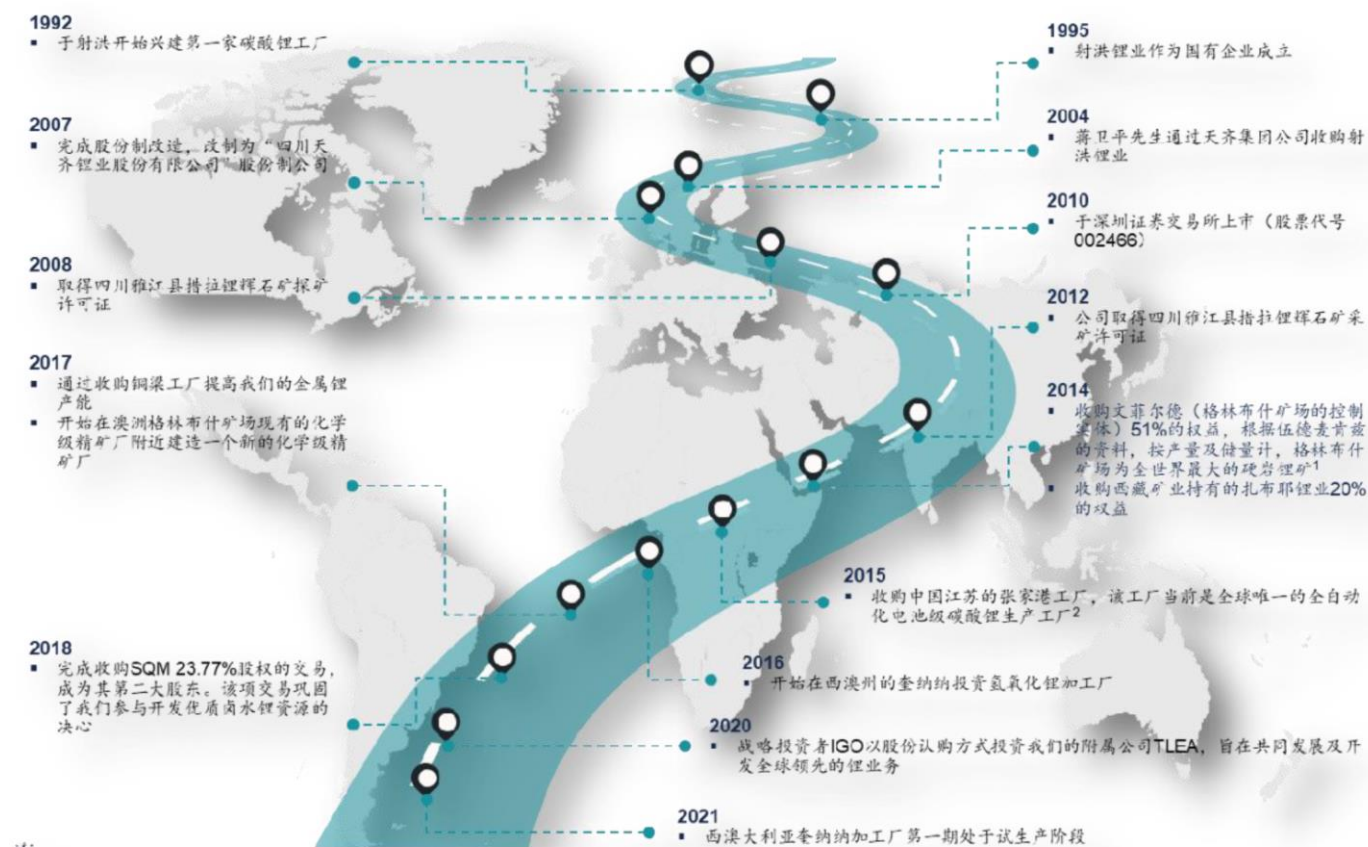 1992
▪ 于射洪开始兴建第一家碳酸锂工厂
1995
▪ 射洪锂业作为国有企业成立
2004
▪ 蒋卫平先生通过天齐集团公司收购射
洪锂业
2007
▪ 完成股份制改造，改制为“四川天
齐锂业股份有限公司”股份制公司
2008
▪ 取得四川雅江县措拉锂辉石矿探矿
许可证
2010
▪ 于深圳证券交易所上市（股票代号
002466）
2012
▪ 公司取得四川雅江县措拉锂辉石矿采
矿许可证
2014
▪ 收购文菲尔德（格林布什矿场的控制
实体）51%的权益，根据伍德麦肯兹
的资料，按产量及储量计，格林布什
矿场为全世界最大的硬岩锂矿1
▪ 收购西藏矿业持有的扎布耶锂业20%
的权益
2015
▪ 收购中国江苏的张家港工厂，该工厂当前是全球唯一的全自动
化电池级碳酸锂生产工厂2
2016
▪ 开始在西澳州的奎纳纳投资氢氧化锂加工厂
2017
▪ 通过收购铜梁工厂提高我们的金属锂
产能
▪ 开始在澳洲格林布什矿场现有的化学
级精矿厂附近建造一个新的化学级精
矿厂
2018
▪ 完成收购SQM 23.77%股权的交易，
成为其第二大股东。该项交易巩固
了我们参与开发优质卤水锂资源的
决心
2020
▪ 战略投资者IGO以股份认购方式投资我们的附属公司TLEA，旨在共同发展及开
发全球领先的锂业务
2021
▪ 西澳大利亚奎纳纳加工厂第一期处于试生产阶段